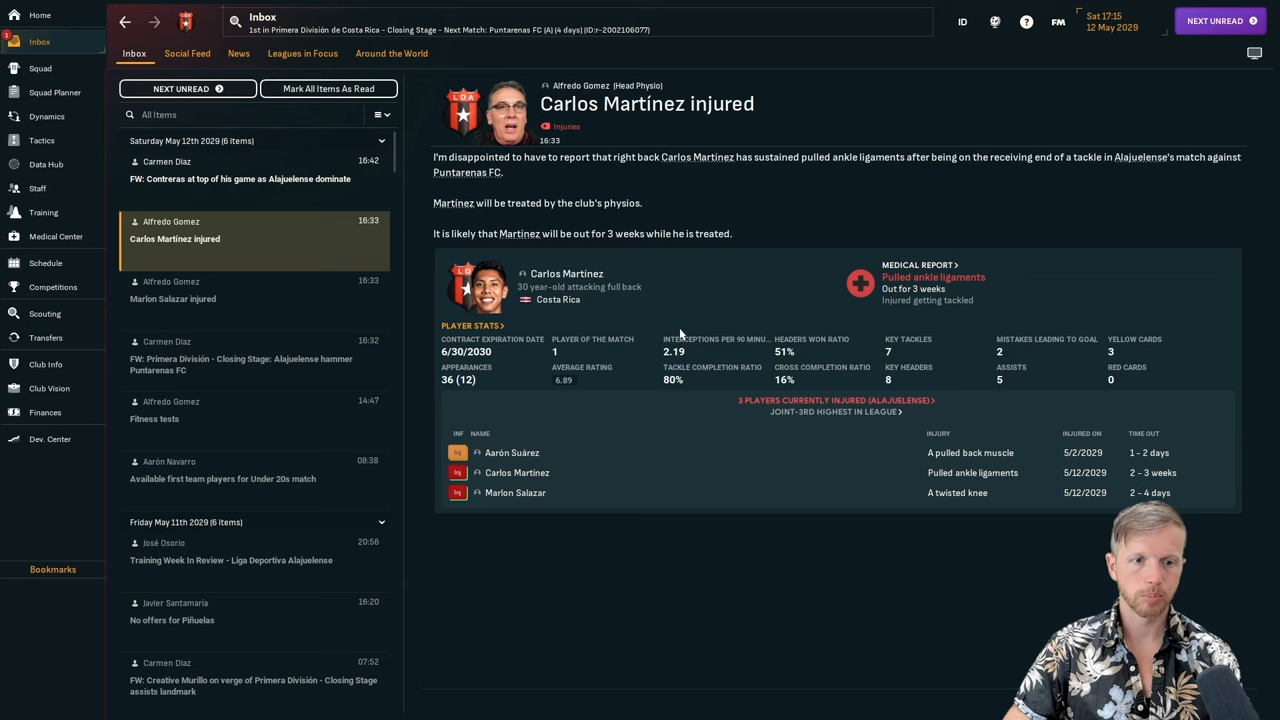 Home
1
Inbox
Squad
Squad Planner
Dynamics
Tactics
Data Hub
Staff
Training
Medical Center
Schedule
Competitions
Scouting
Transfers
Club Info
Club Vision
Finances
Dev. Center
Bookmarks
Inbox
1st in Primera División de Costa Rica - Closing Stage - Next Match: Puntarenas FC (A) (4 days) (ID:r-2002106077)
ID
?
FM
Sat 17:15
12 May 2029
NEXT UNREAD
Inbox
Social Feed
News
Leagues in Focus
Around the World
NEXT UNREAD
Mark All Items As Read
All Items
Saturday May 12th 2029 (6 items)
Carmen Diaz 16:42
FW: Contreras at top of his game as Alajuelense dominate
Alfredo Gomez 16:33
Carlos Martínez injured
Alfredo Gomez 16:33
Marlon Salazar injured
Carmen Diaz 16:32
FW: Primera División - Closing Stage: Alajuelense hammer
Puntarenas FC
Alfredo Gomez 14:47
Fitness tests
Aarón Navarro 08:38
Available first team players for Under 20s match
Friday May 11th 2029 (6 items)
José Osorio 20:56
Training Week In Review - Liga Deportiva Alajuelense
Javier Santamaría 16:20
No offers for Piñuelas
Carmen Diaz 07:52
FW: Creative Murillo on verge of Primera División - Closing Stage
assists landmark
LDA
Alfredo Gomez (Head Physio)
Carlos Martínez injured
Injuries
16:33
I'm disappointed to have to report that right back Carlos Martínez has sustained pulled ankle ligaments after being on the receiving end of a tackle in Alajuelense's match against
Puntarenas FC.
Martínez will be treated by the club's physios.
It is likely that Martínez will be out for 3 weeks while he is treated.
Carlos Martínez
30 year-old attacking full back
Costa Rica
MEDICAL REPORT >
Pulled ankle ligaments
Out for 3 weeks
Injured getting tackled
PLAYER STATS >
CONTRACT EXPIRATION DATE PLAYER OF THE MATCH INTERCEPTIONS PER 90 MINU... HEADERS WON RATIO KEY TACKLES MISTAKES LEADING TO GOAL YELLOW CARDS
6/30/2030 1 2.19 51% 7 2 3
APPEARANCES AVERAGE RATING TACKLE COMPLETION RATIO CROSS COMPLETION RATIO KEY HEADERS ASSISTS RED CARDS
36 (12) 6.89 80% 16% 8 5 0
3 PLAYERS CURRENTLY INJURED (ALAJUELENSE) >
JOINT-3RD HIGHEST IN LEAGUE >
INF NAME INJURY INJURED ON TIME OUT
Inj Aarón Suárez A pulled back muscle 5/2/2029 1 - 2 days
Inj Carlos Martínez Pulled ankle ligaments 5/12/2029 2 - 3 weeks
Inj Marlon Salazar A twisted knee 5/12/2029 2 - 4 days